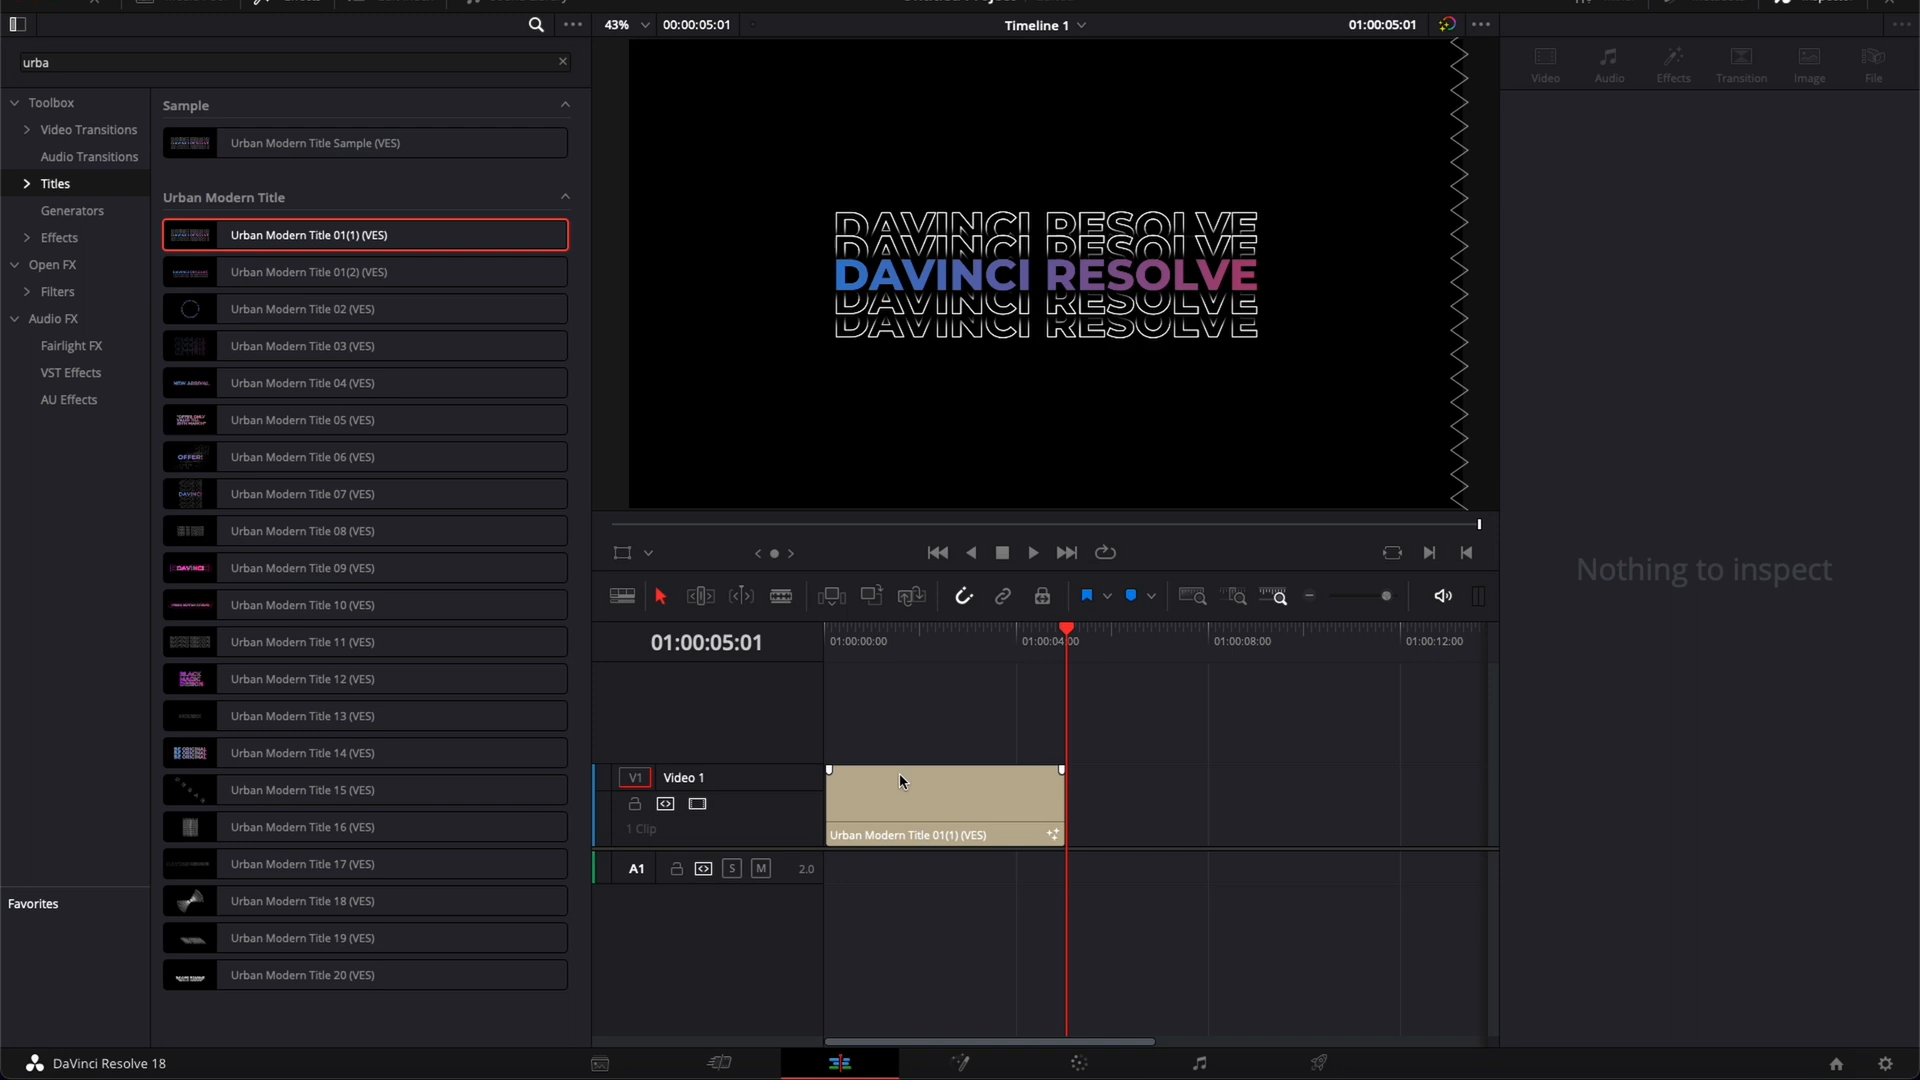 43%
00:00:05:01
Timeline 1
01:00:05:01
urba
Toolbox
Video Transitions
Audio Transitions
Titles
Generators
Effects
Open FX
Filters
Audio FX
Fairlight FX
VST Effects
AU Effects
Favorites
Sample
Urban Modern Title Sample (VES)
Urban Modern Title
Urban Modern Title 01(1) (VES)
Urban Modern Title 01(2) (VES)
Urban Modern Title 02 (VES)
Urban Modern Title 03 (VES)
Urban Modern Title 04 (VES)
Urban Modern Title 05 (VES)
Urban Modern Title 06 (VES)
Urban Modern Title 07 (VES)
Urban Modern Title 08 (VES)
Urban Modern Title 09 (VES)
Urban Modern Title 10 (VES)
Urban Modern Title 11 (VES)
Urban Modern Title 12 (VES)
Urban Modern Title 13 (VES)
Urban Modern Title 14 (VES)
Urban Modern Title 15 (VES)
Urban Modern Title 16 (VES)
Urban Modern Title 17 (VES)
Urban Modern Title 18 (VES)
Urban Modern Title 19 (VES)
Urban Modern Title 20 (VES)
DAVINCI RESOLVE
DAVINCI RESOLVE
DAVINCI RESOLVE
DAVINCI RESOLVE
DAVINCI RESOLVE
Video
Audio
Effects
Transition
Image
File
Nothing to inspect
01:00:05:01
01:00:00:00
01:00:04:00
01:00:08:00
01:00:12:00
V1
Video 1
1 Clip
Urban Modern Title 01(1) (VES)
A1
S
M
2.0
DaVinci Resolve 18